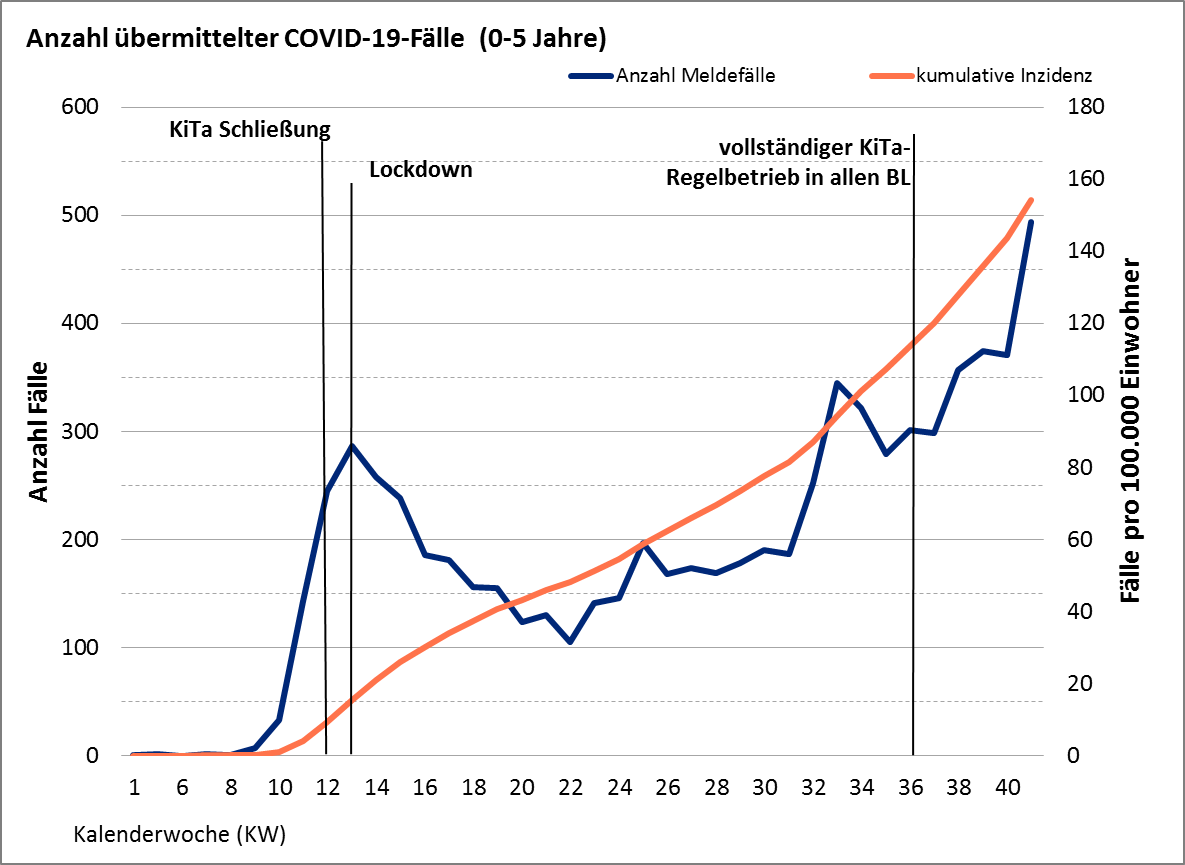 Anzahl übermittelter COVID-19-Fälle (0-5 Jahre)
Anzahl Meldefälle
kumulative Inzidenz
KiTa Schließung
Lockdown
vollständiger KiTa-
Regelbetrieb in allen BL
Anzahl Fälle
600
500
400
300
200
100
0
Fälle pro 100.000 Einwohner
180
160
140
120
100
80
60
40
20
0
1 6 8 10 12 14 16 18 20 22 24 26 28 30 32 34 36 38 40
Kalenderwoche (KW)